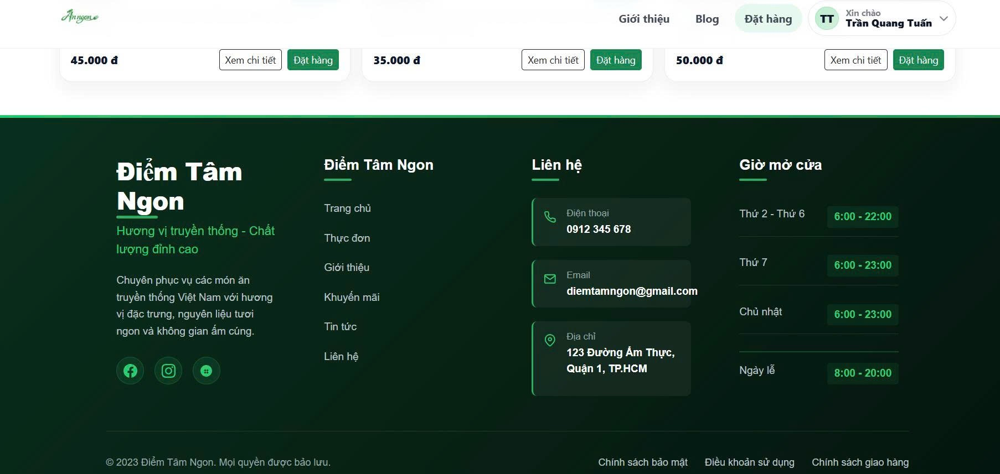 Ăn ngon
Giới thiệu
Blog
Đặt hàng
TT
Xin chào
Trần Quang Tuấn
45.000 đ
Xem chi tiết
Đặt hàng
35.000 đ
Xem chi tiết
Đặt hàng
50.000 đ
Xem chi tiết
Đặt hàng
Điểm Tâm
Ngon
Hương vị truyền thống - Chất
lượng đỉnh cao
Chuyên phục vụ các món ăn
truyền thống Việt Nam với hương
vị đặc trưng, nguyên liệu tươi
ngon và không gian ấm cúng.
Điểm Tâm Ngon
Trang chủ
Thực đơn
Giới thiệu
Khuyến mãi
Tin tức
Liên hệ
Liên hệ
Điện thoại
0912 345 678
Email
diemtamngon@gmail.com
Địa chỉ
123 Đường Ẩm Thực,
Quận 1, TP.HCM
Giờ mở cửa
Thứ 2 - Thứ 6
6:00 - 22:00
Thứ 7
6:00 - 23:00
Chủ nhật
6:00 - 23:00
Ngày lễ
8:00 - 20:00
© 2023 Điểm Tâm Ngon. Mọi quyền được bảo lưu.
Chính sách bảo mật
Điều khoản sử dụng
Chính sách giao hàng